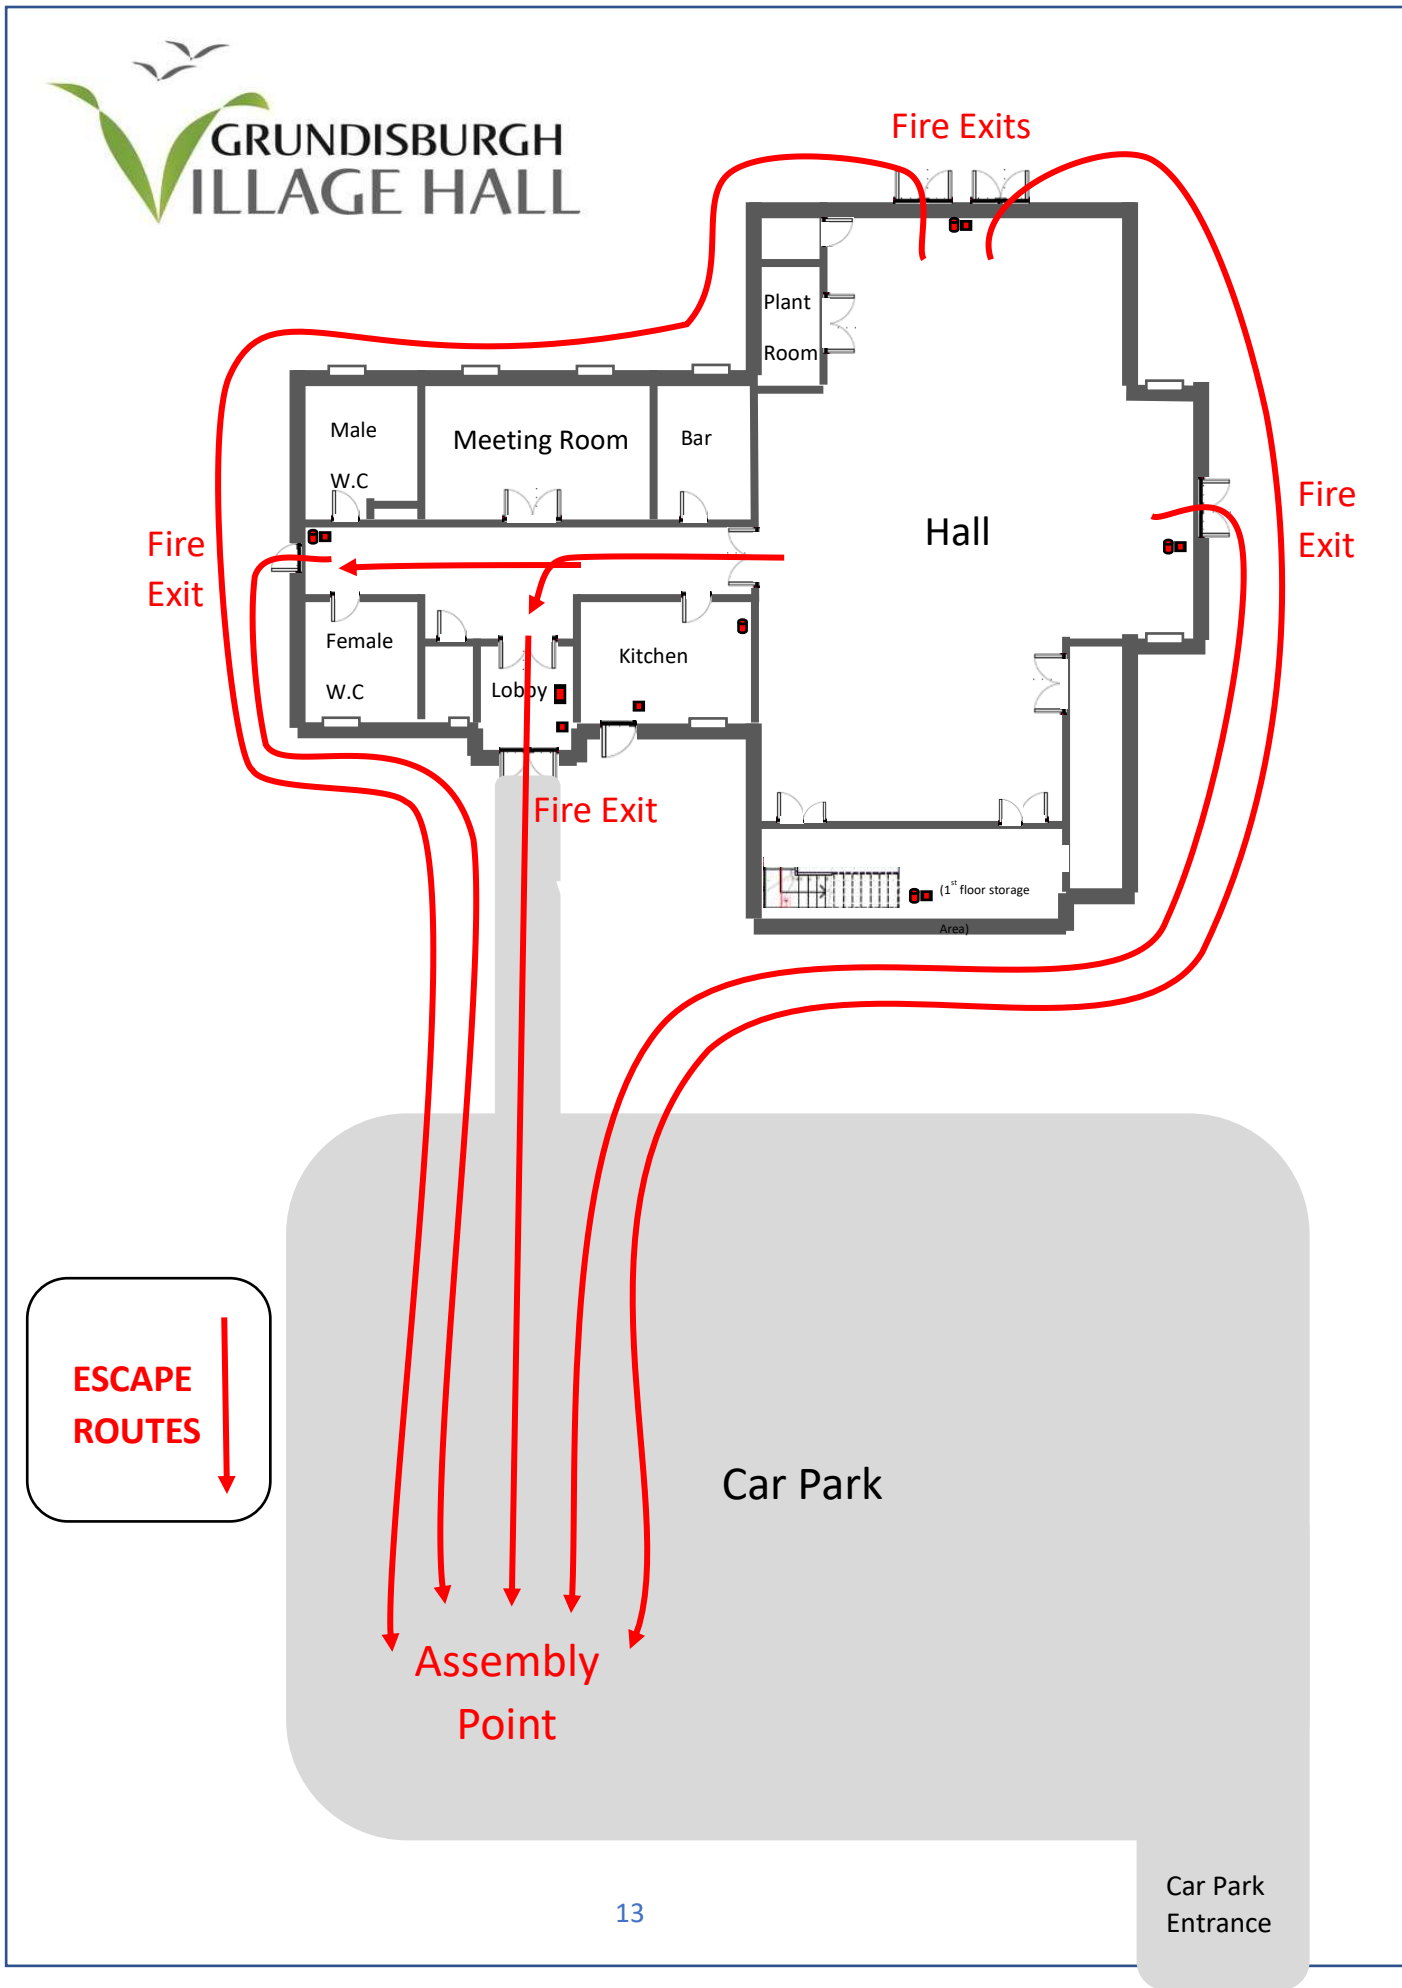 GRUNDISBURGH
VILLAGE HALL
Fire Exits
Plant
Room
Male
W.C
Meeting Room
Bar
Hall
Fire
Exit
Fire
Exit
Female
W.C
Lobby
Kitchen
Fire Exit
(1st floor storage
Area)
ESCAPE
ROUTES
Car Park
Assembly
Point
Car Park
Entrance
13